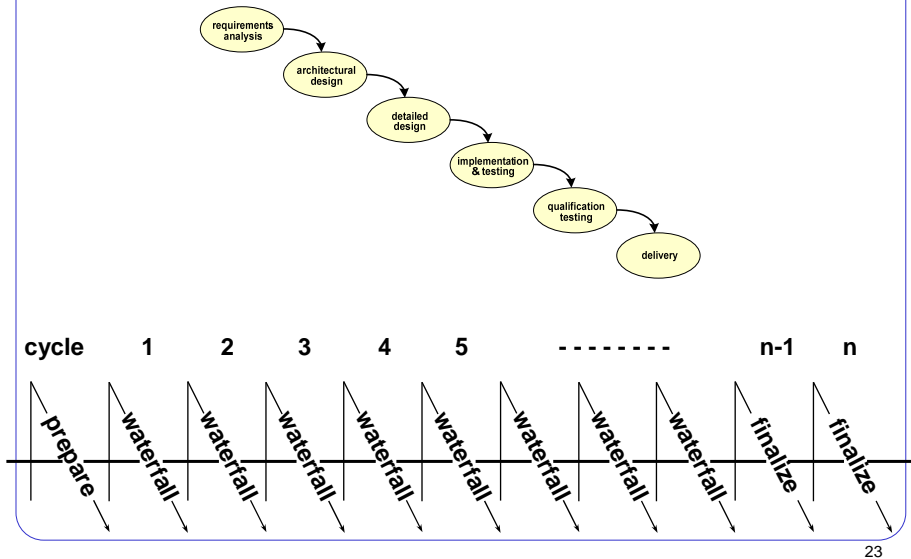 requirements
analysis
architectural
design
detailed
design
implementation
& testing
qualification
testing
delivery
cycle 1 2 3 4 5 - - - - - - - - n-1 n
prepare
waterfall
waterfall
waterfall
waterfall
waterfall
waterfall
waterfall
waterfall
finalize
finalize
23